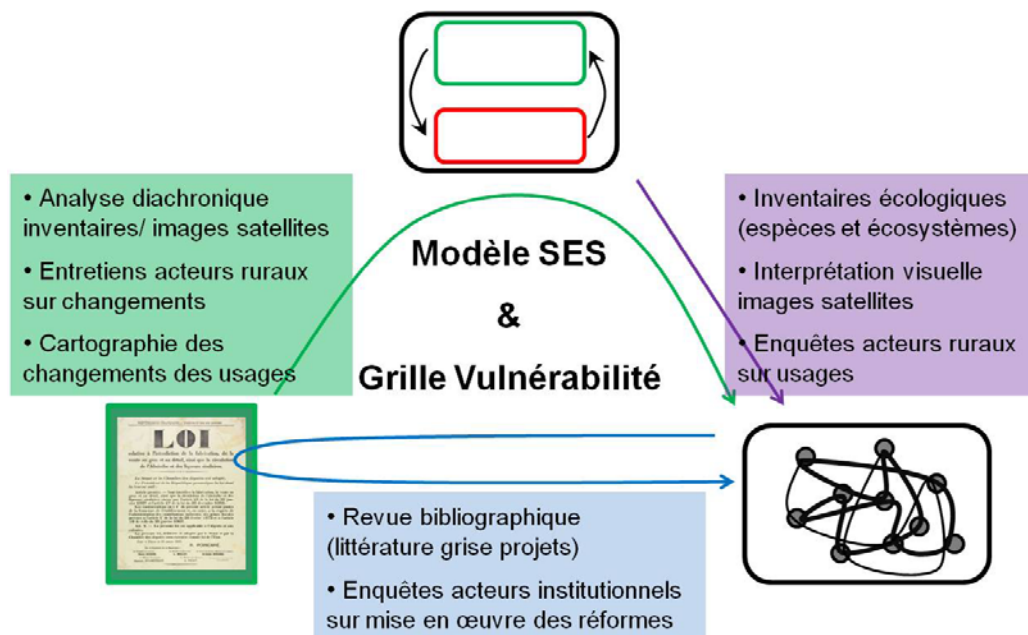 • Analyse diachronique
inventaires/ images satellites
• Entretiens acteurs ruraux
sur changements
• Cartographie des
changements des usages
Modèle SES
&
Grille Vulnérabilité
• Inventaires écologiques
(espèces et écosystèmes)
• Interprétation visuelle
images satellites
• Enquêtes acteurs ruraux
sur usages
LOI
• Revue bibliographique
(littérature grise projets)
• Enquêtes acteurs institutionnels
sur mise en œuvre des réformes